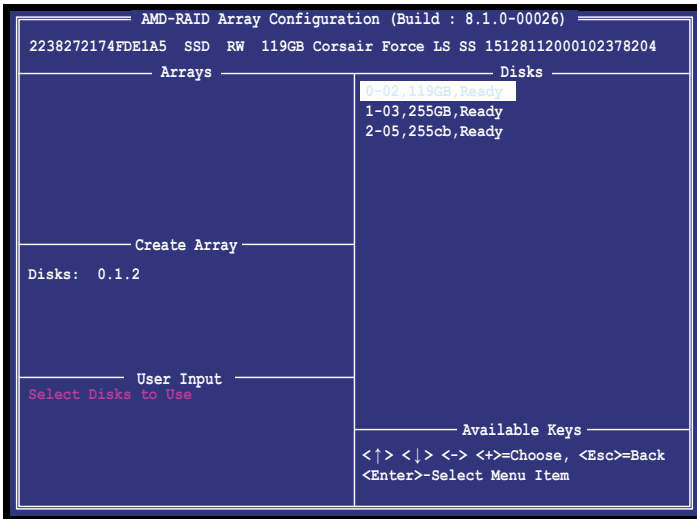 AMD-RAID Array Configuration (Build : 8.1.0-00026)
2238272174FDE1A5 SSD RW 119GB Corsair Force LS SS 15128112000102378204
Arrays
Disks
0-02,119GB,Ready
1-03,255GB,Ready
2-05,255cb,Ready
Create Array
Disks: 0.1.2
User Input
Select Disks to Use
Available Keys
<↑> <↓> <-> <+>=Choose, <Esc>=Back
<Enter>-Select Menu Item